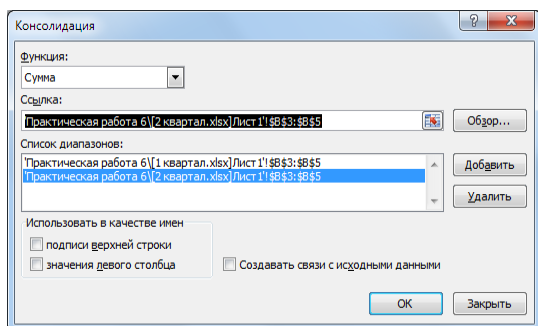 Консолидация
Функция:
Сумма
Ссылка:
'Практическая работа 6\[2 квартал.xlsx]Лист1'!$B$3:$B$5
Обзор...
Список диапазонов:
'Практическая работа 6\[1 квартал.xlsx]Лист1'!$B$3:$B$5
'Практическая работа 6\[2 квартал.xlsx]Лист1'!$B$3:$B$5
Добавить
Удалить
Использовать в качестве имен
подписи верхней строки
значения левого столбца
Создавать связи с исходными данными
ОК
Закрыть